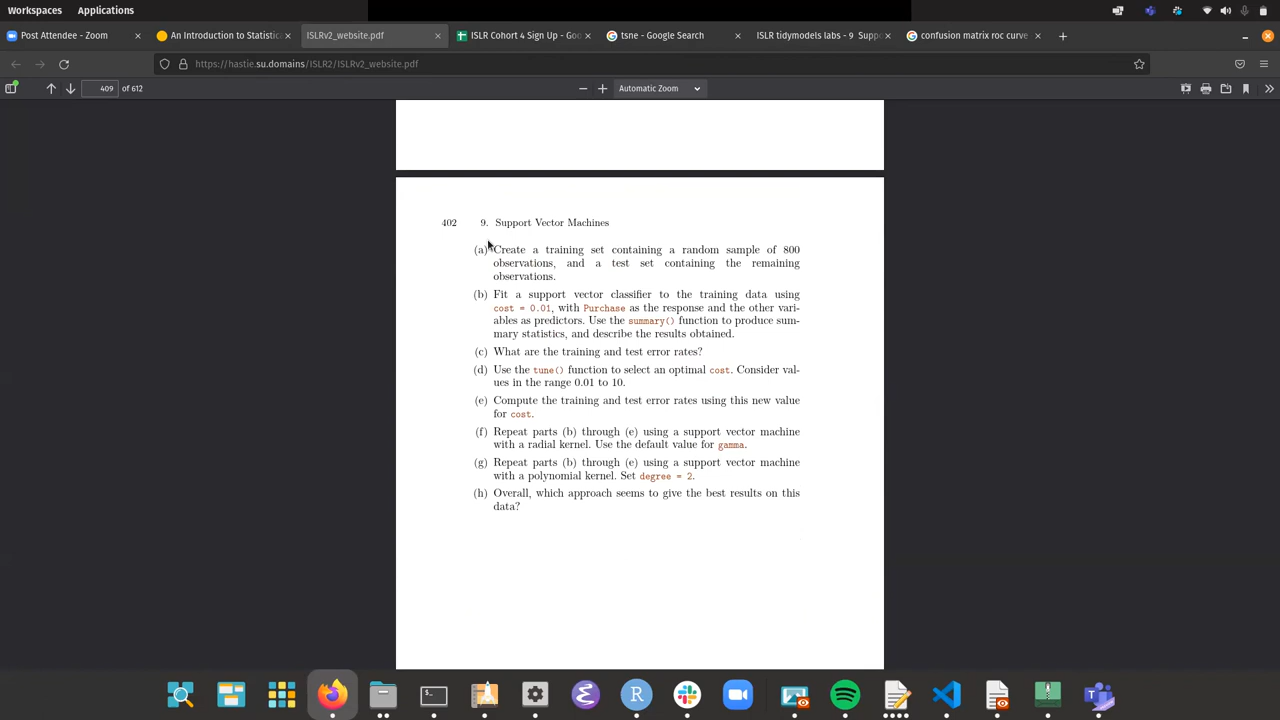 Workspaces Applications
Post Attendee - Zoom
An Introduction to Statistic
ISLRv2_website.pdf
ISLR Cohort 4 Sign Up - Goo
tsne - Google Search
ISLR tidymodels labs - 9 Supp
confusion matrix roc curve
https://hastie.su.domains/ISLR2/ISLRv2_website.pdf
409 of 612
Automatic Zoom
402 9. Support Vector Machines
(a) Create a training set containing a random sample of 800
observations, and a test set containing the remaining
observations.
(b) Fit a support vector classifier to the training data using
cost = 0.01, with Purchase as the response and the other vari-
ables as predictors. Use the summary() function to produce sum-
mary statistics, and describe the results obtained.
(c) What are the training and test error rates?
(d) Use the tune() function to select an optimal cost. Consider val-
ues in the range 0.01 to 10.
(e) Compute the training and test error rates using this new value
for cost.
(f) Repeat parts (b) through (e) using a support vector machine
with a radial kernel. Use the default value for gamma.
(g) Repeat parts (b) through (e) using a support vector machine
with a polynomial kernel. Set degree = 2.
(h) Overall, which approach seems to give the best results on this
data?